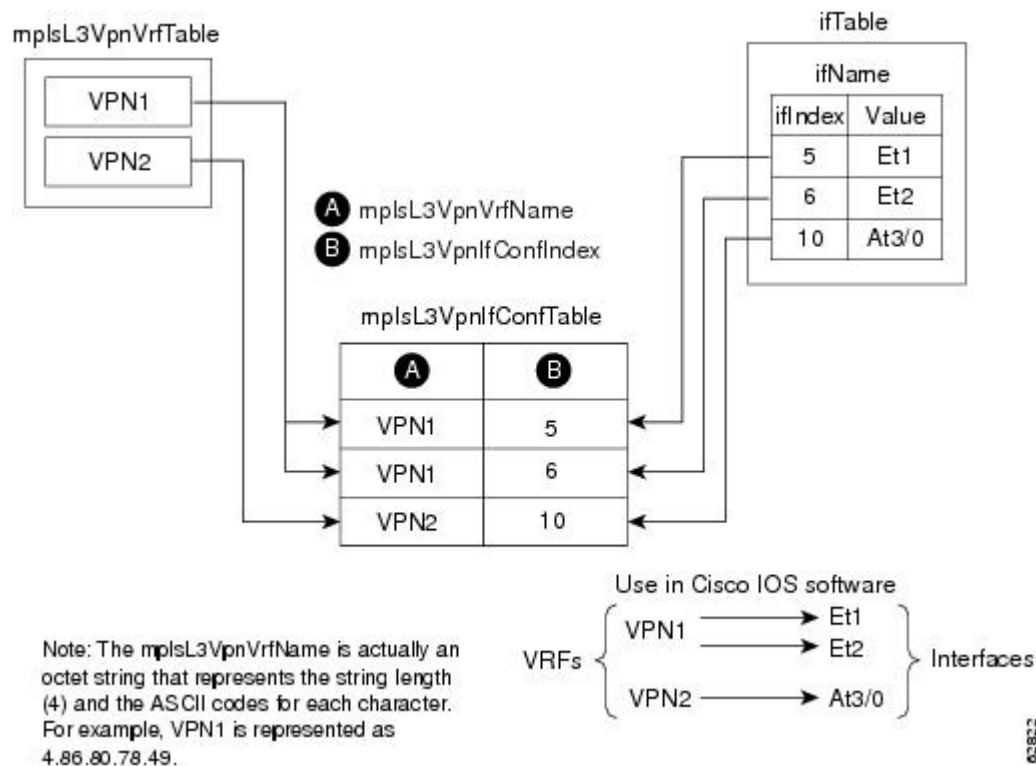 mplsL3VpnVrfTable
VPN1
VPN2
ifTable
ifName
ifIndex Value
5 Et1
6 Et2
10 At3/0
A mplsL3VpnVrfName
B mplsL3VpnIfConfIndex
mplsL3VpnIfConfTable
A B
VPN1 5
VPN1 6
VPN2 10
Use in Cisco IOS software
VRFs
VPN1
Et1
Et2
VPN2
At3/0
Interfaces
Note: The mplsL3VpnVrfName is actually an
octet string that represents the string length
(4) and the ASCII codes for each character.
For example, VPN1 is represented as
4.86.80.78.49.
62822